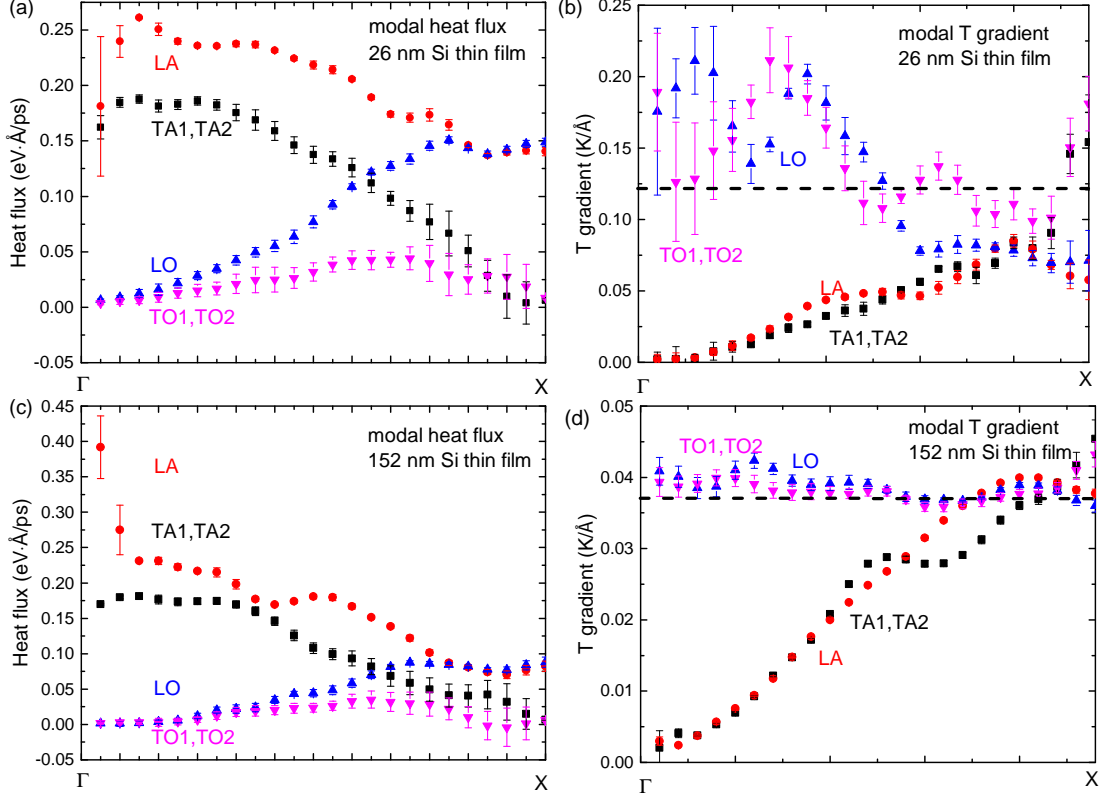 (a)
modal heat flux
26 nm Si thin film
LA
TA1,TA2
LO
TO1,TO2
Heat flux (eV·Å/ps)
0.25
0.20
0.15
0.10
0.05
0.00
-0.05
Γ
X
(b)
modal T gradient
26 nm Si thin film
LO
TO1,TO2
LA
TA1,TA2
T gradient (K/Å)
0.25
0.20
0.15
0.10
0.05
0.00
Γ
X
(c)
modal heat flux
152 nm Si thin film
LA
TA1,TA2
LO
TO1,TO2
Heat flux (eV·Å/ps)
0.45
0.40
0.35
0.30
0.25
0.20
0.15
0.10
0.05
0.00
-0.05
Γ
X
(d)
modal T gradient
152 nm Si thin film
TO1,TO2
LO
TA1,TA2
LA
T gradient (K/Å)
0.05
0.04
0.03
0.02
0.01
0.00
Γ
X